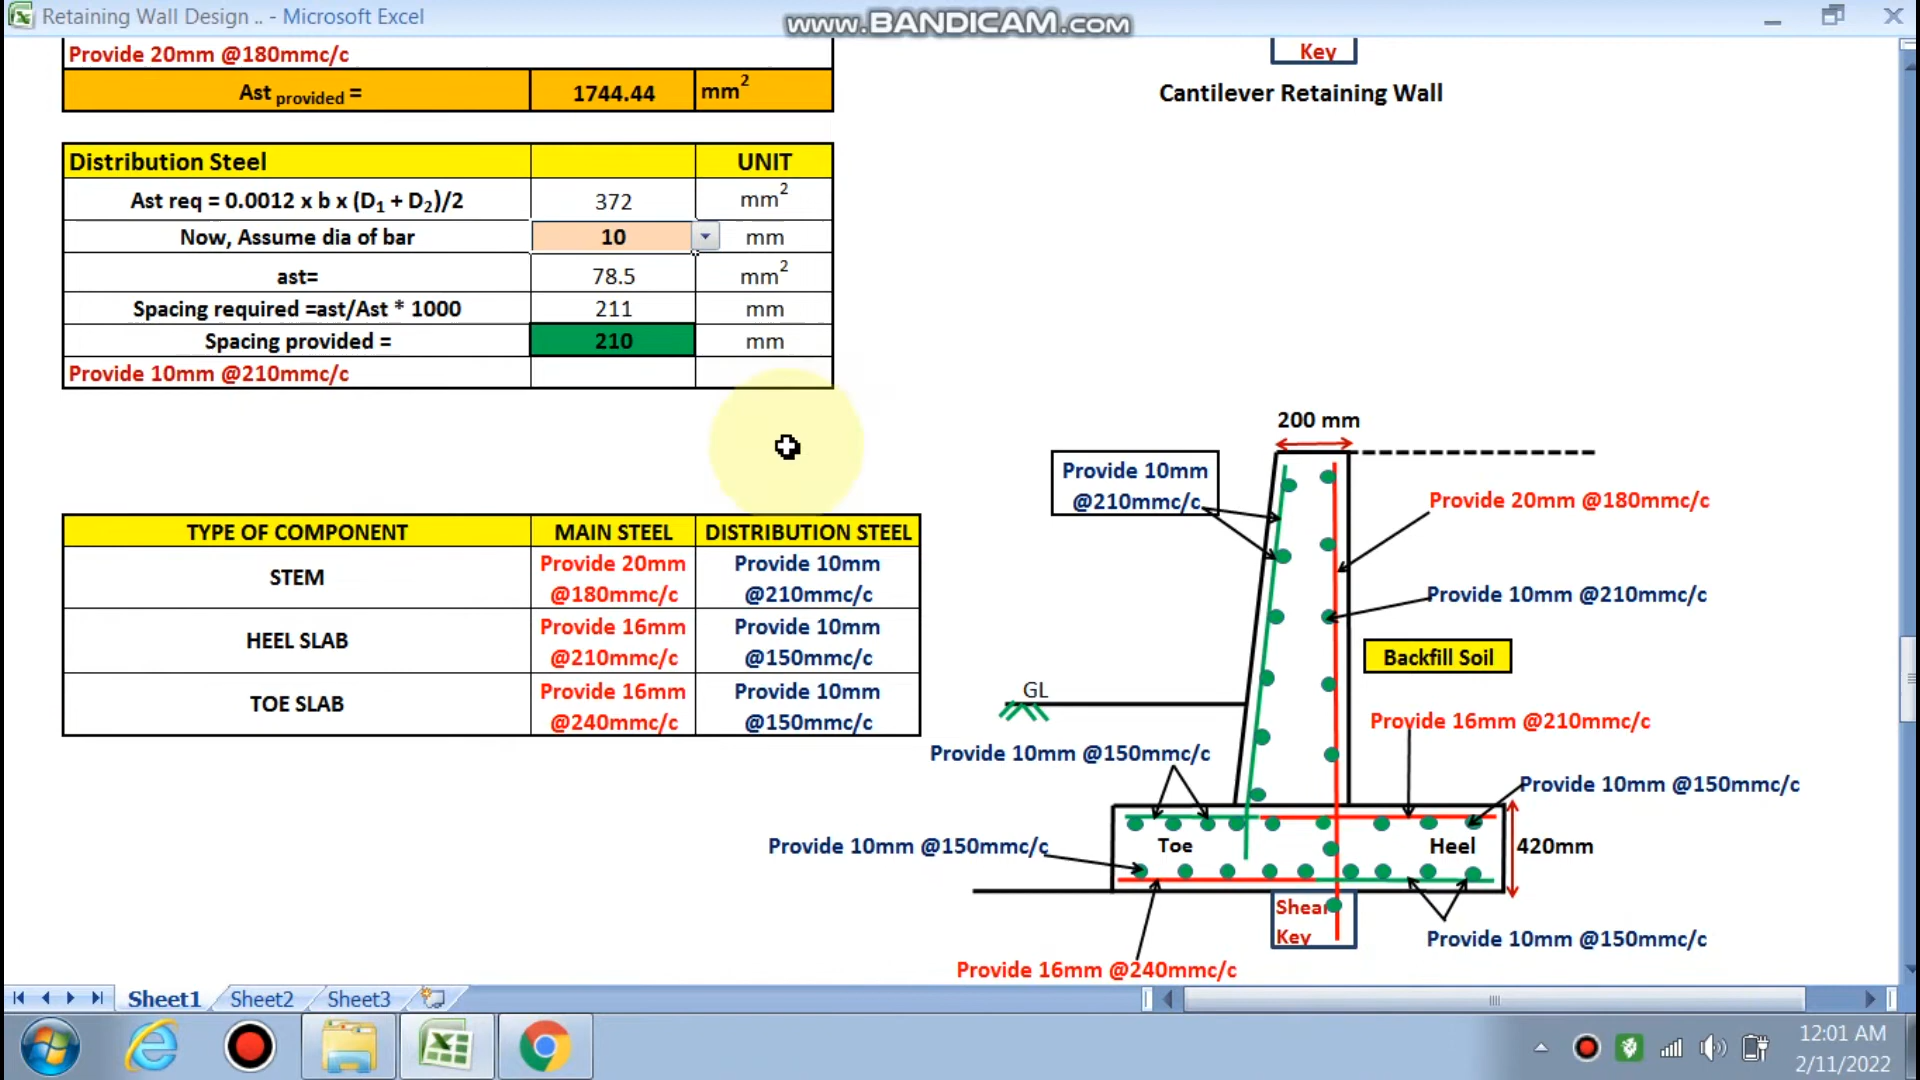 Retaining Wall Design .. - Microsoft Excel
www.BANDICAM.com
Provide 20mm @180mmc/c
Ast provided = 1744.44 mm2
Key
Cantilever Retaining Wall
Distribution Steel UNIT
Ast req = 0.0012 x b x (D1 + D2)/2 372 mm2
Now, Assume dia of bar 10 mm
ast= 78.5 mm2
Spacing required =ast/Ast * 1000 211 mm
Spacing provided = 210 mm
Provide 10mm @210mmc/c
TYPE OF COMPONENT MAIN STEEL DISTRIBUTION STEEL
STEM
Provide 20mm
@180mmc/c
Provide 10mm
@210mmc/c
HEEL SLAB
Provide 16mm
@210mmc/c
Provide 10mm
@150mmc/c
TOE SLAB
Provide 16mm
@240mmc/c
Provide 10mm
@150mmc/c
200 mm
Provide 10mm
@210mmc/c
Provide 20mm @180mmc/c
Provide 10mm @210mmc/c
Backfill Soil
GL
Provide 16mm @210mmc/c
Provide 10mm @150mmc/c
Provide 10mm @150mmc/c
Provide 10mm @150mmc/c
Toe
Heel
420mm
Shear
Key
Provide 10mm @150mmc/c
Provide 16mm @240mmc/c
Sheet1 Sheet2 Sheet3
12:01 AM
2/11/2022